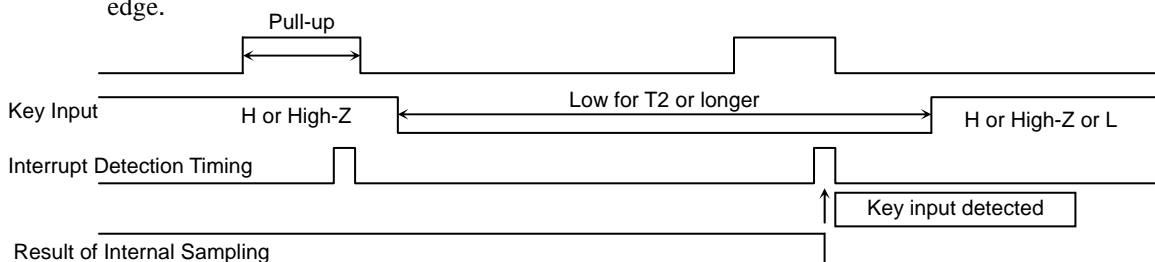 edge.
Pull-up
Key Input
H or High-Z
Low for T2 or longer
H or High-Z or L
Interrupt Detection Timing
Key input detected
Result of Internal Sampling